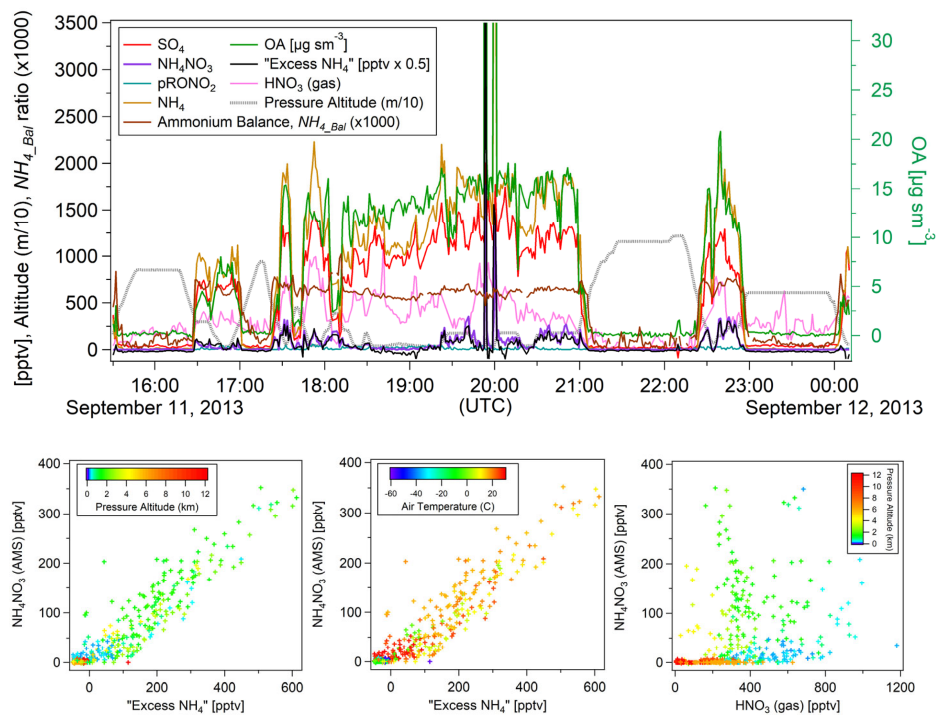 [pptv], Altitude (m/10), NH4_Bal ratio (x1000)
3500
3000
2500
2000
1500
1000
500
0
SO4
NH4NO3
pRONO2
NH4
Ammonium Balance, NH4_Bal (x1000)
OA [µg sm-3]
"Excess NH4" [pptv x 0.5]
HNO3 (gas)
Pressure Altitude (m/10)
30
25
20
15
10
5
0
OA [µg sm-3]
16:00 17:00 18:00 19:00 20:00 21:00 22:00 23:00 00:00
September 11, 2013 (UTC) September 12, 2013
NH4NO3 (AMS) [pptv]
400
300
200
100
0
0 2 4 6 8 10 12
Pressure Altitude (km)
0 200 400 600
"Excess NH4" [pptv]
NH4NO3 (AMS) [pptv]
400
300
200
100
0
-60 -40 -20 0 20
Air Temperature (C)
0 200 400 600
"Excess NH4" [pptv]
NH4NO3 (AMS) [pptv]
400
300
200
100
0
12
10
8
6
4
2
0
Pressure Altitude (km)
0 400 800 1200
HNO3 (gas) [pptv]